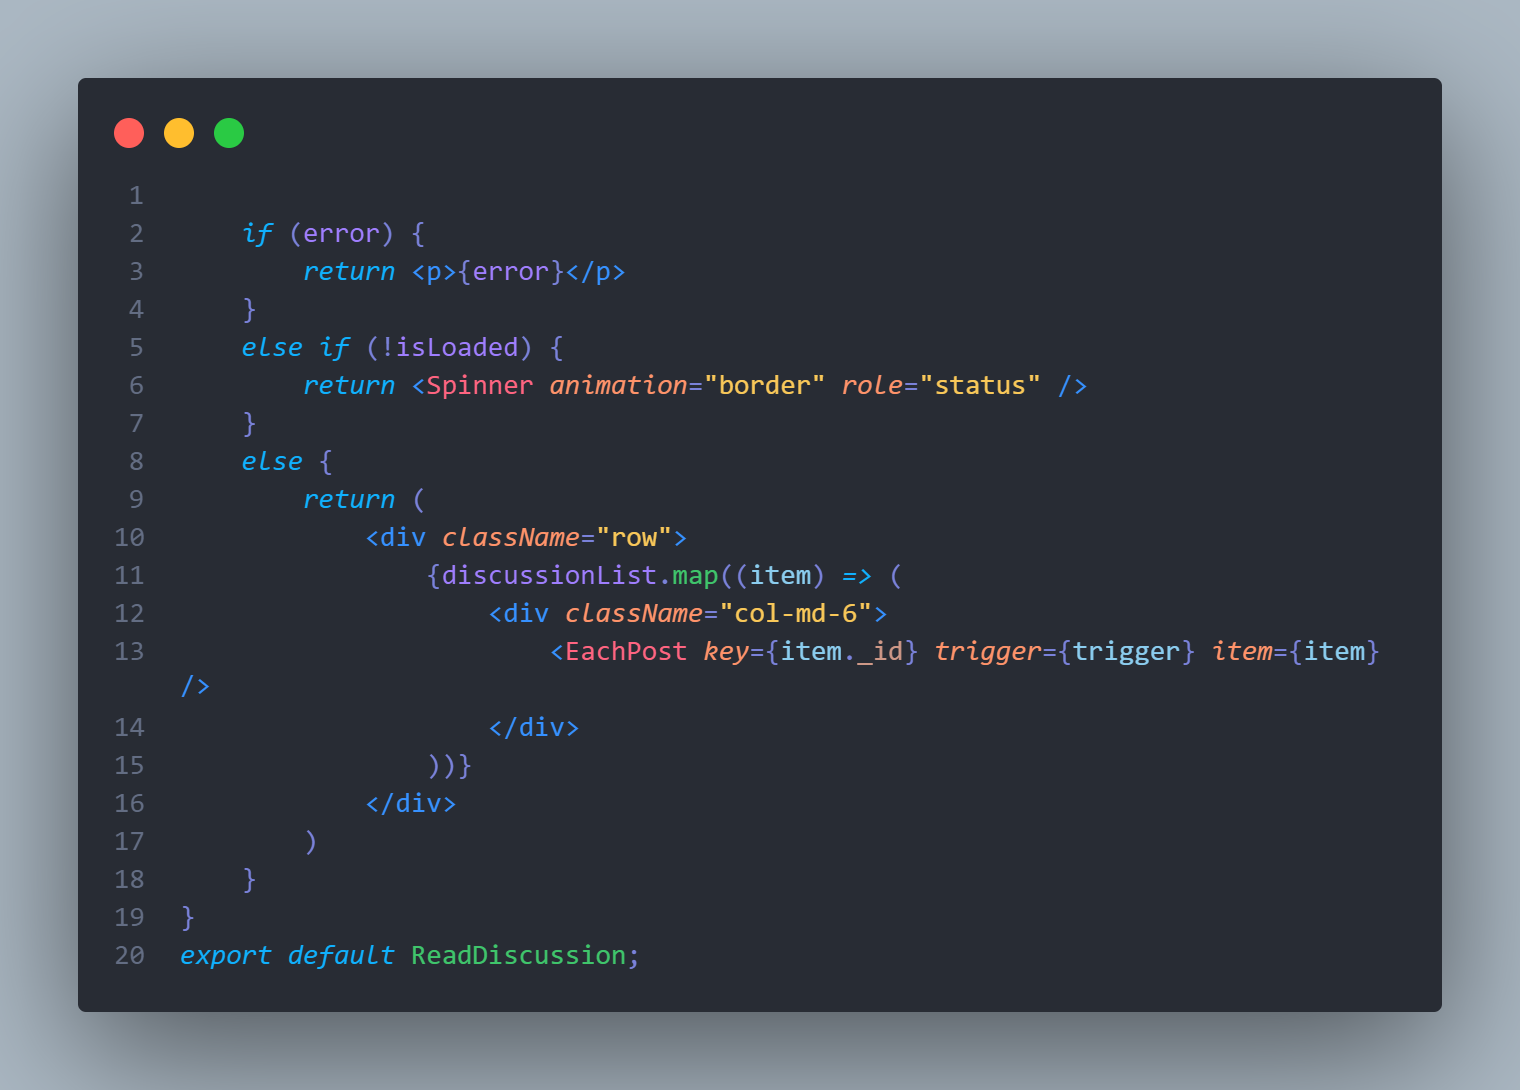 1
2     if (error) {
3         return <p>{error}</p>
4     }
5     else if (!isLoaded) {
6         return <Spinner animation="border" role="status" />
7     }
8     else {
9         return (
10             <div className="row">
11                 {discussionList.map((item) => (
12                     <div className="col-md-6">
13                         <EachPost key={item._id} trigger={trigger} item={item}
/>
14                     </div>
15                 ))}
16             </div>
17         )
18     }
19 }
20 export default ReadDiscussion;